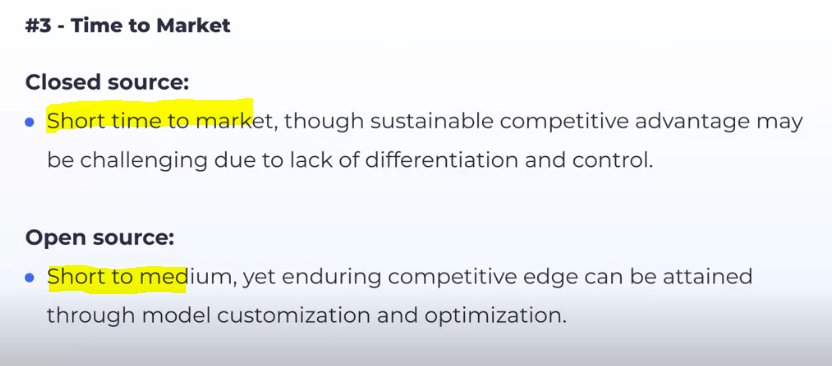 #3 - Time to Market
Closed source:
• Short time to market, though sustainable competitive advantage may
be challenging due to lack of differentiation and control.
Open source:
• Short to medium, yet enduring competitive edge can be attained
through model customization and optimization.